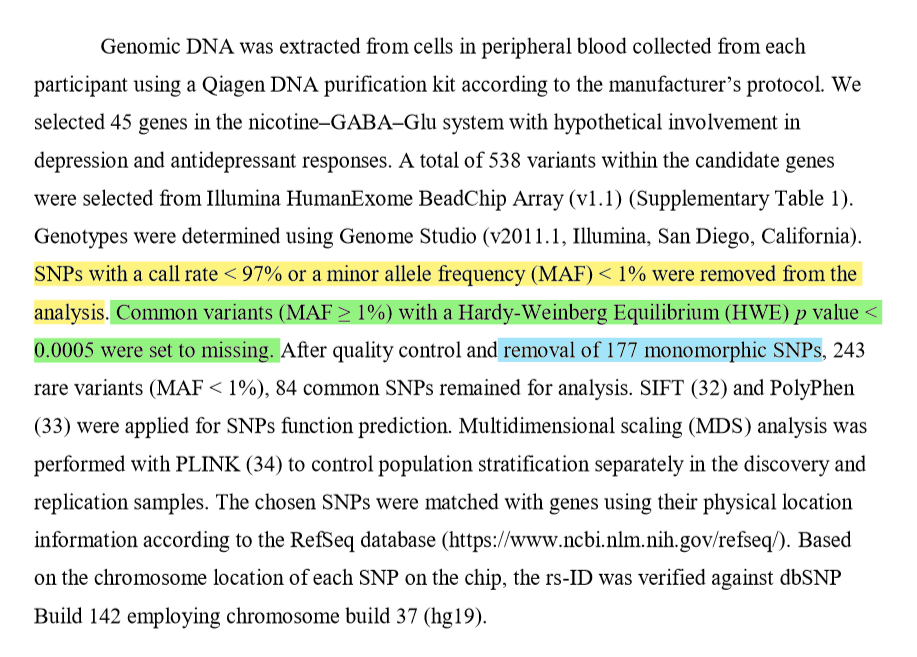 Genomic DNA was extracted from cells in peripheral blood collected from each
participant using a Qiagen DNA purification kit according to the manufacturer’s protocol. We
selected 45 genes in the nicotine–GABA–Glu system with hypothetical involvement in
depression and antidepressant responses. A total of 538 variants within the candidate genes
were selected from Illumina HumanExome BeadChip Array (v1.1) (Supplementary Table 1).
Genotypes were determined using Genome Studio (v2011.1, Illumina, San Diego, California).
SNPs with a call rate < 97% or a minor allele frequency (MAF) < 1% were removed from the
analysis. Common variants (MAF ≥ 1%) with a Hardy-Weinberg Equilibrium (HWE) p value <
0.0005 were set to missing. After quality control and removal of 177 monomorphic SNPs, 243
rare variants (MAF < 1%), 84 common SNPs remained for analysis. SIFT (32) and PolyPhen
(33) were applied for SNPs function prediction. Multidimensional scaling (MDS) analysis was
performed with PLINK (34) to control population stratification separately in the discovery and
replication samples. The chosen SNPs were matched with genes using their physical location
information according to the RefSeq database (https://www.ncbi.nlm.nih.gov/refseq/). Based
on the chromosome location of each SNP on the chip, the rs-ID was verified against dbSNP
Build 142 employing chromosome build 37 (hg19).